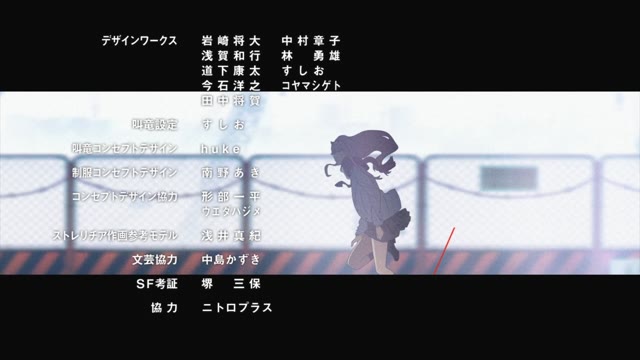 デザインワークス 岩崎将大 中村章子
浅賀和行 林 勇雄
道下康太 すしお
今石洋之 コヤマシゲト
田中将賀
叫竜設定 すしお
叫竜コンセプトデザイン huke
制服コンセプトデザイン 南野あき
コンセプトデザイン協力 形部一平
ウエダハジメ
ストレリチア作画参考モデル 浅井真紀
文芸協力 中島かずき
SF考証 堺 三保
協力 ニトロプラス